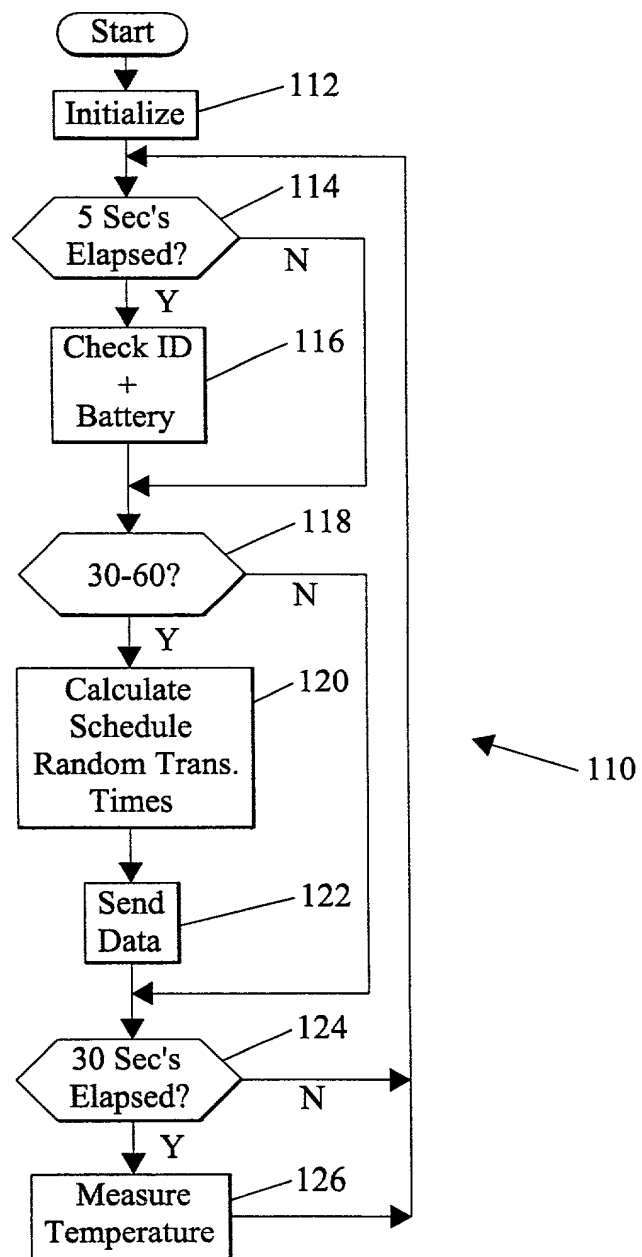 Start
112
Initialize
114
5 Sec's
Elapsed?
N
Y
116
Check ID
+
Battery
118
30-60?
N
Y
120
Calculate
Schedule
Random Trans.
Times
110
122
Send
Data
124
30 Sec's
Elapsed?
N
Y
126
Measure
Temperature